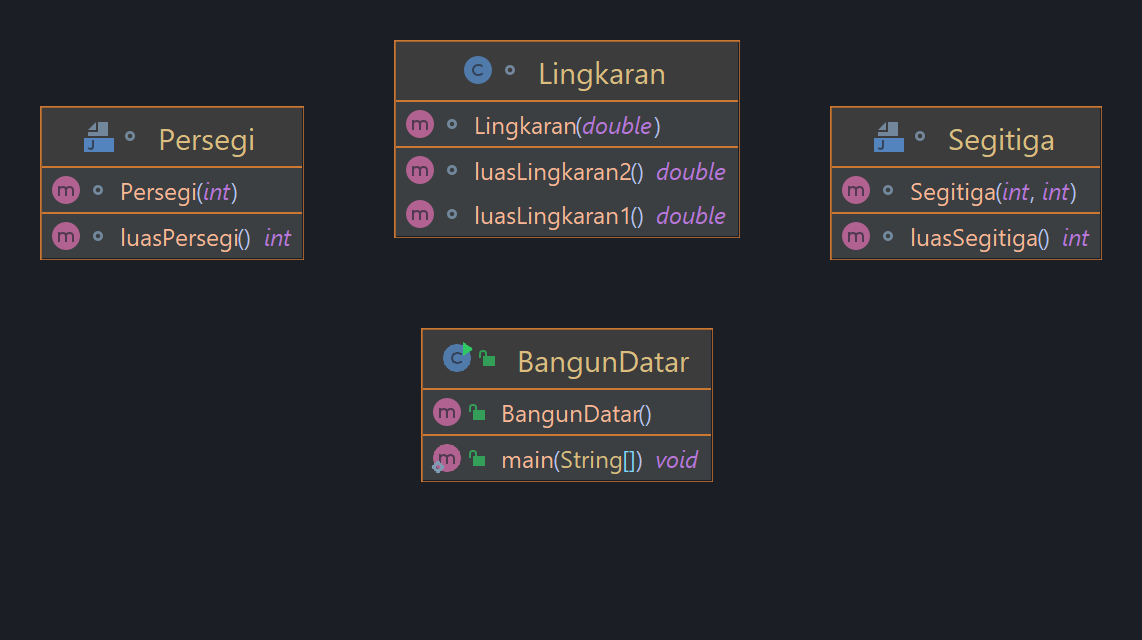 Persegi
Persegi(int)
luasPersegi() int
Lingkaran
Lingkaran(double)
luasLingkaran2() double
luasLingkaran1() double
Segitiga
Segitiga(int, int)
luasSegitiga() int
BangunDatar
BangunDatar()
main(String[]) void